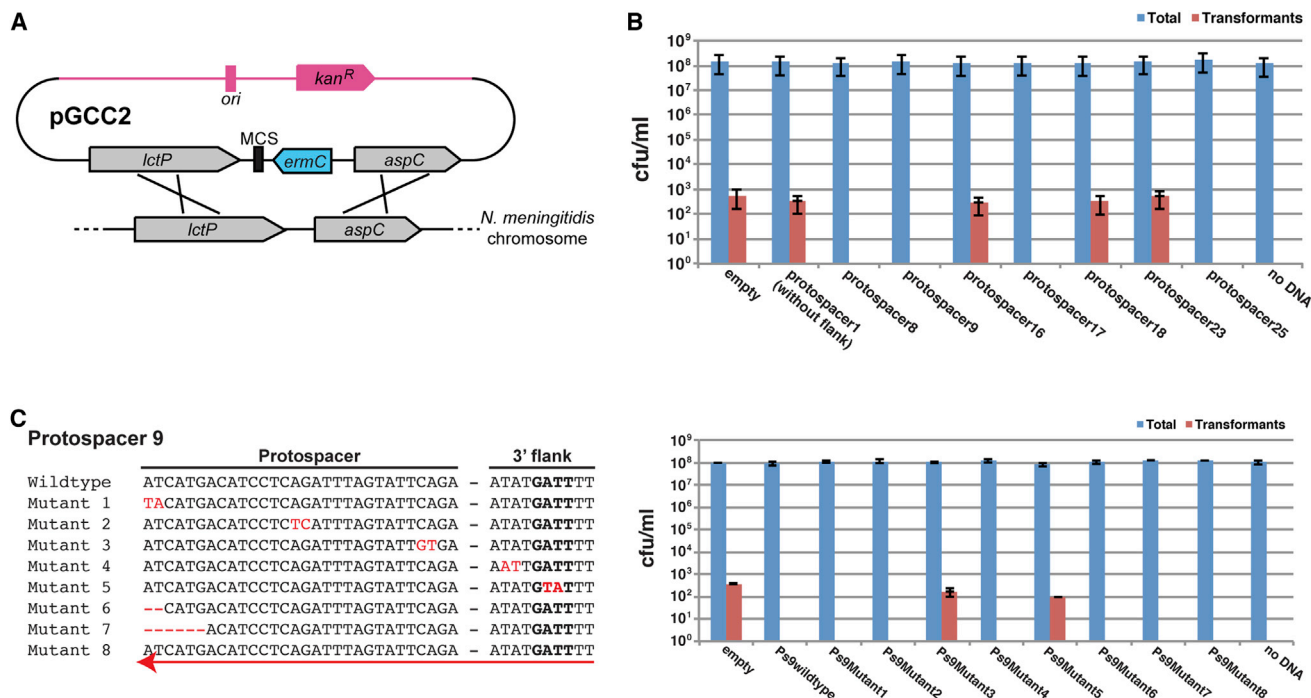 A
ori
kanR
pGCC2
MCS
lctP
ermC
aspC
lctP
aspC
N. meningitidis
chromosome
B
Total
Transformants
cfu/ml
10⁹
10⁸
10⁷
10⁶
10⁵
10⁴
10³
10²
10¹
10⁰
empty
protospacer1
(without flank)
protospacer8
protospacer9
protospacer16
protospacer17
protospacer18
protospacer23
protospacer25
no DNA
C
Protospacer 9
Protospacer
3' flank
Wildtype ATCATGACATCCTCAGATTTAGTATTCAGA – ATATGATTTT
Mutant 1 TACATGACATCCTCAGATTTAGTATTCAGA – ATATGATTTT
Mutant 2 ATCATGACATCCTCTCATTTAGTATTCAGA – ATATGATTTT
Mutant 3 ATCATGACATCCTCAGATTTAGTATTGTGA – ATATGATTTT
Mutant 4 ATCATGACATCCTCAGATTTAGTATTCAGA – AATTGATTTT
Mutant 5 ATCATGACATCCTCAGATTTAGTATTCAGA – ATATGTATTT
Mutant 6 --CATGACATCCTCAGATTTAGTATTCAGA – ATATGATTTT
Mutant 7 ------ACATCCTCAGATTTAGTATTCAGA – ATATGATTTT
Mutant 8 ATCATGACATCCTCAGATTTAGTATTCAGA – ATATGATTTT
Total
Transformants
cfu/ml
10⁹
10⁸
10⁷
10⁶
10⁵
10⁴
10³
10²
10¹
10⁰
empty
Ps9wildtype
Ps9Mutant1
Ps9Mutant2
Ps9Mutant3
Ps9Mutant4
Ps9Mutant5
Ps9Mutant6
Ps9Mutant7
Ps9Mutant8
no DNA